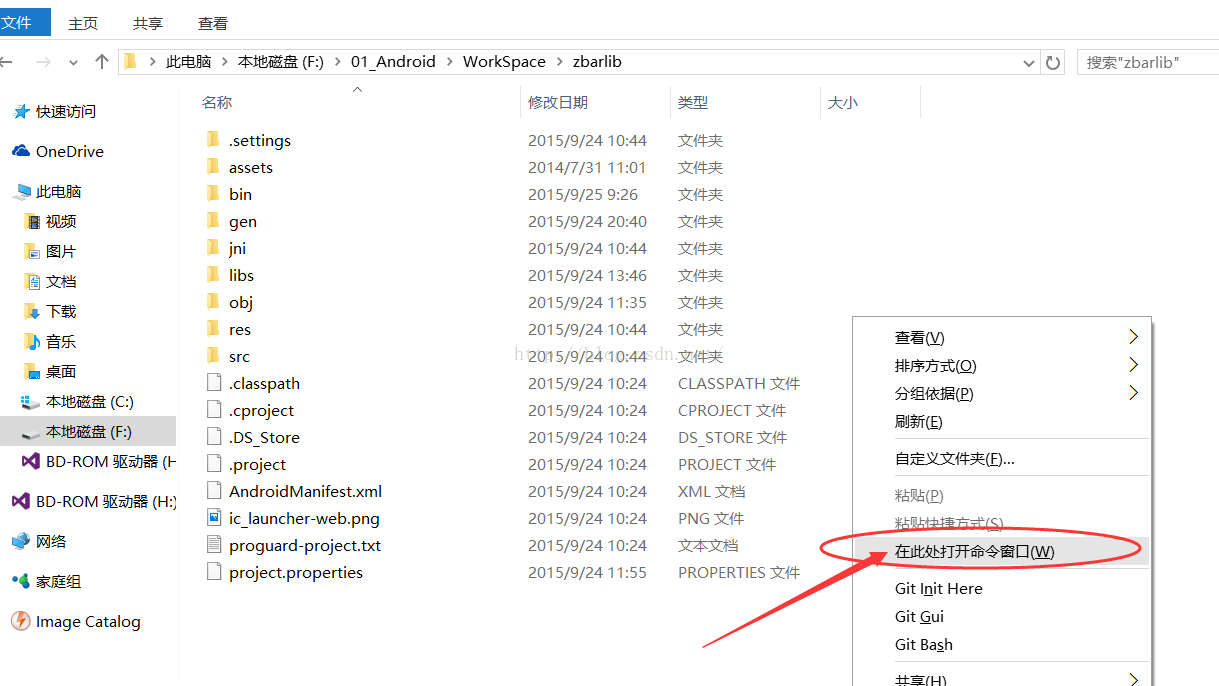 文件 主页 共享 查看
此电脑 本地磁盘 (F:) 01_Android WorkSpace zbarlib 搜索"zbarlib"
名称 修改日期 类型 大小
快速访问
OneDrive
此电脑
视频
图片
文档
下载
音乐
桌面
本地磁盘 (C:)
本地磁盘 (F:)
BD-ROM 驱动器 (H
BD-ROM 驱动器 (H:)
网络
家庭组
Image Catalog
.settings 2015/9/24 10:44 文件夹
assets 2014/7/31 11:01 文件夹
bin 2015/9/25 9:26 文件夹
gen 2015/9/24 20:40 文件夹
jni 2015/9/24 10:44 文件夹
libs 2015/9/24 13:46 文件夹
obj 2015/9/24 11:35 文件夹
res 2015/9/24 10:44 文件夹
src 2015/9/24 10:44 文件夹
.classpath 2015/9/24 10:24 CLASSPATH 文件
.cproject 2015/9/24 10:24 CPROJECT 文件
.DS_Store 2015/9/24 10:24 DS_STORE 文件
.project 2015/9/24 10:24 PROJECT 文件
AndroidManifest.xml 2015/9/24 10:24 XML 文档
ic_launcher-web.png 2015/9/24 10:24 PNG 文件
proguard-project.txt 2015/9/24 10:24 文本文档
project.properties 2015/9/24 11:55 PROPERTIES 文件
查看(V)
排序方式(O)
分组依据(P)
刷新(E)
自定义文件夹(F)...
粘贴(P)
粘贴快捷方式(S)
在此处打开命令窗口(W)
Git Init Here
Git Gui
Git Bash
共享(H)